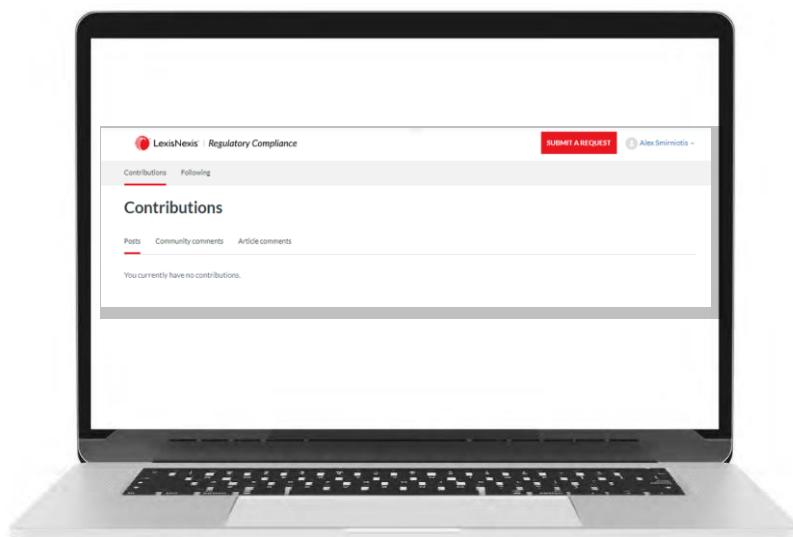 LexisNexis® | Regulatory Compliance
SUBMIT A REQUEST
Alex Smirniotis
Contributions Following
Contributions
Posts Community comments Article comments
You currently have no contributions.